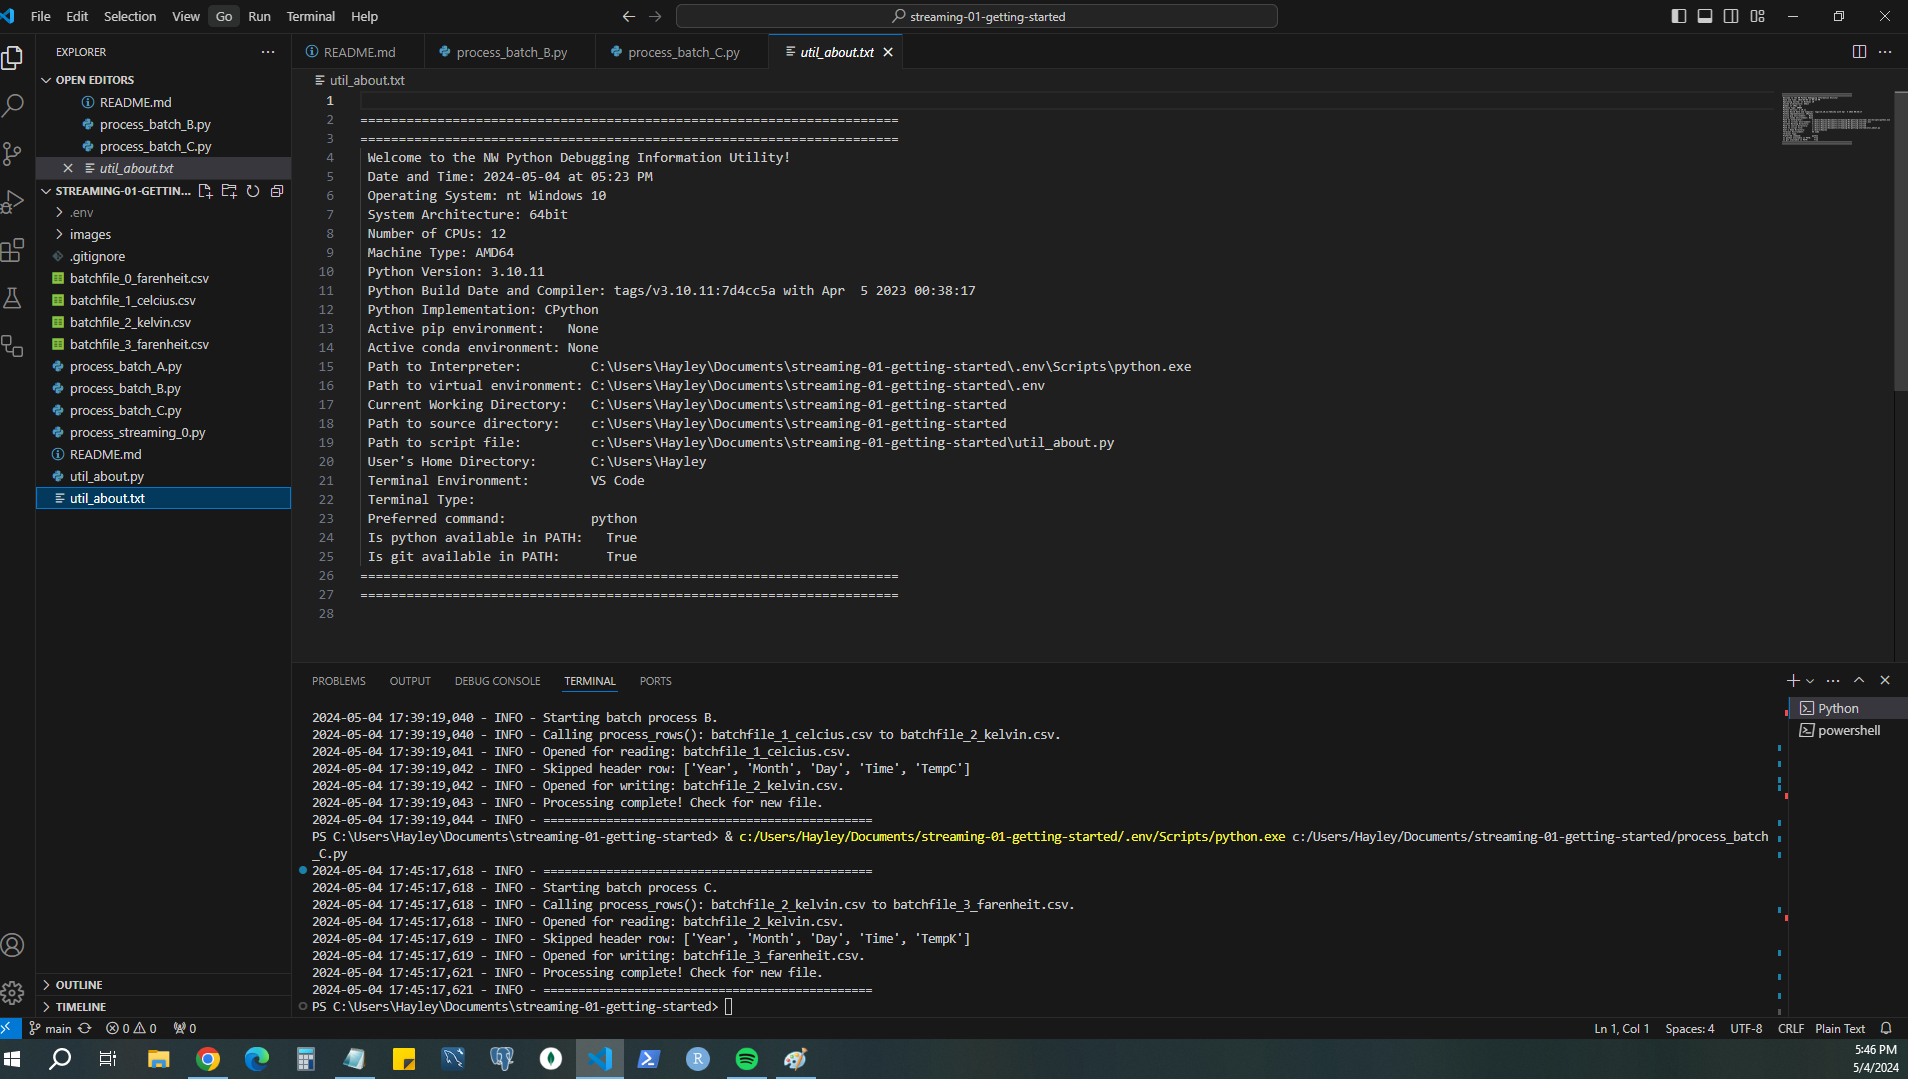 File Edit Selection View Go Run Terminal Help
streaming-01-getting-started
EXPLORER
OPEN EDITORS
README.md
process_batch_B.py
process_batch_C.py
util_about.txt
STREAMING-01-GETTIN...
.env
images
.gitignore
batchfile_0_farenheit.csv
batchfile_1_celcius.csv
batchfile_2_kelvin.csv
batchfile_3_farenheit.csv
process_batch_A.py
process_batch_B.py
process_batch_C.py
process_streaming_0.py
README.md
util_about.py
util_about.txt
OUTLINE
TIMELINE
README.md process_batch_B.py process_batch_C.py util_about.txt
util_about.txt
1
2 ======================================================================
3 ======================================================================
4 Welcome to the NW Python Debugging Information Utility!
5 Date and Time: 2024-05-04 at 05:23 PM
6 Operating System: nt Windows 10
7 System Architecture: 64bit
8 Number of CPUs: 12
9 Machine Type: AMD64
10 Python Version: 3.10.11
11 Python Build Date and Compiler: tags/v3.10.11:7d4cc5a with Apr  5 2023 00:38:17
12 Python Implementation: CPython
13 Active pip environment:   None
14 Active conda environment: None
15 Path to Interpreter:         C:\Users\Hayley\Documents\streaming-01-getting-started\.env\Scripts\python.exe
16 Path to virtual environment: C:\Users\Hayley\Documents\streaming-01-getting-started\.env
17 Current Working Directory:   C:\Users\Hayley\Documents\streaming-01-getting-started
18 Path to source directory:    c:\Users\Hayley\Documents\streaming-01-getting-started
19 Path to script file:         c:\Users\Hayley\Documents\streaming-01-getting-started\util_about.py
20 User's Home Directory:       C:\Users\Hayley
21 Terminal Environment:        VS Code
22 Terminal Type:
23 Preferred command:           python
24 Is python available in PATH:   True
25 Is git available in PATH:      True
26 ======================================================================
27 ======================================================================
28
PROBLEMS OUTPUT DEBUG CONSOLE TERMINAL PORTS
2024-05-04 17:39:19,040 - INFO - Starting batch process B.
2024-05-04 17:39:19,040 - INFO - Calling process_rows(): batchfile_1_celcius.csv to batchfile_2_kelvin.csv.
2024-05-04 17:39:19,041 - INFO - Opened for reading: batchfile_1_celcius.csv.
2024-05-04 17:39:19,042 - INFO - Skipped header row: ['Year', 'Month', 'Day', 'Time', 'TempC']
2024-05-04 17:39:19,042 - INFO - Opened for writing: batchfile_2_kelvin.csv.
2024-05-04 17:39:19,043 - INFO - Processing complete! Check for new file.
2024-05-04 17:39:19,044 - INFO - ===============================================
PS C:\Users\Hayley\Documents\streaming-01-getting-started> & c:/Users/Hayley/Documents/streaming-01-getting-started/.env/Scripts/python.exe c:/Users/Hayley/Documents/streaming-01-getting-started/process_batch
_C.py
2024-05-04 17:45:17,618 - INFO - ===============================================
2024-05-04 17:45:17,618 - INFO - Starting batch process C.
2024-05-04 17:45:17,618 - INFO - Calling process_rows(): batchfile_2_kelvin.csv to batchfile_3_farenheit.csv.
2024-05-04 17:45:17,618 - INFO - Opened for reading: batchfile_2_kelvin.csv.
2024-05-04 17:45:17,619 - INFO - Skipped header row: ['Year', 'Month', 'Day', 'Time', 'TempK']
2024-05-04 17:45:17,619 - INFO - Opened for writing: batchfile_3_farenheit.csv.
2024-05-04 17:45:17,621 - INFO - Processing complete! Check for new file.
2024-05-04 17:45:17,621 - INFO - ===============================================
PS C:\Users\Hayley\Documents\streaming-01-getting-started>
Python
powershell
main 0 0 0 Ln 1, Col 1 Spaces: 4 UTF-8 CRLF Plain Text
5:46 PM
5/4/2024